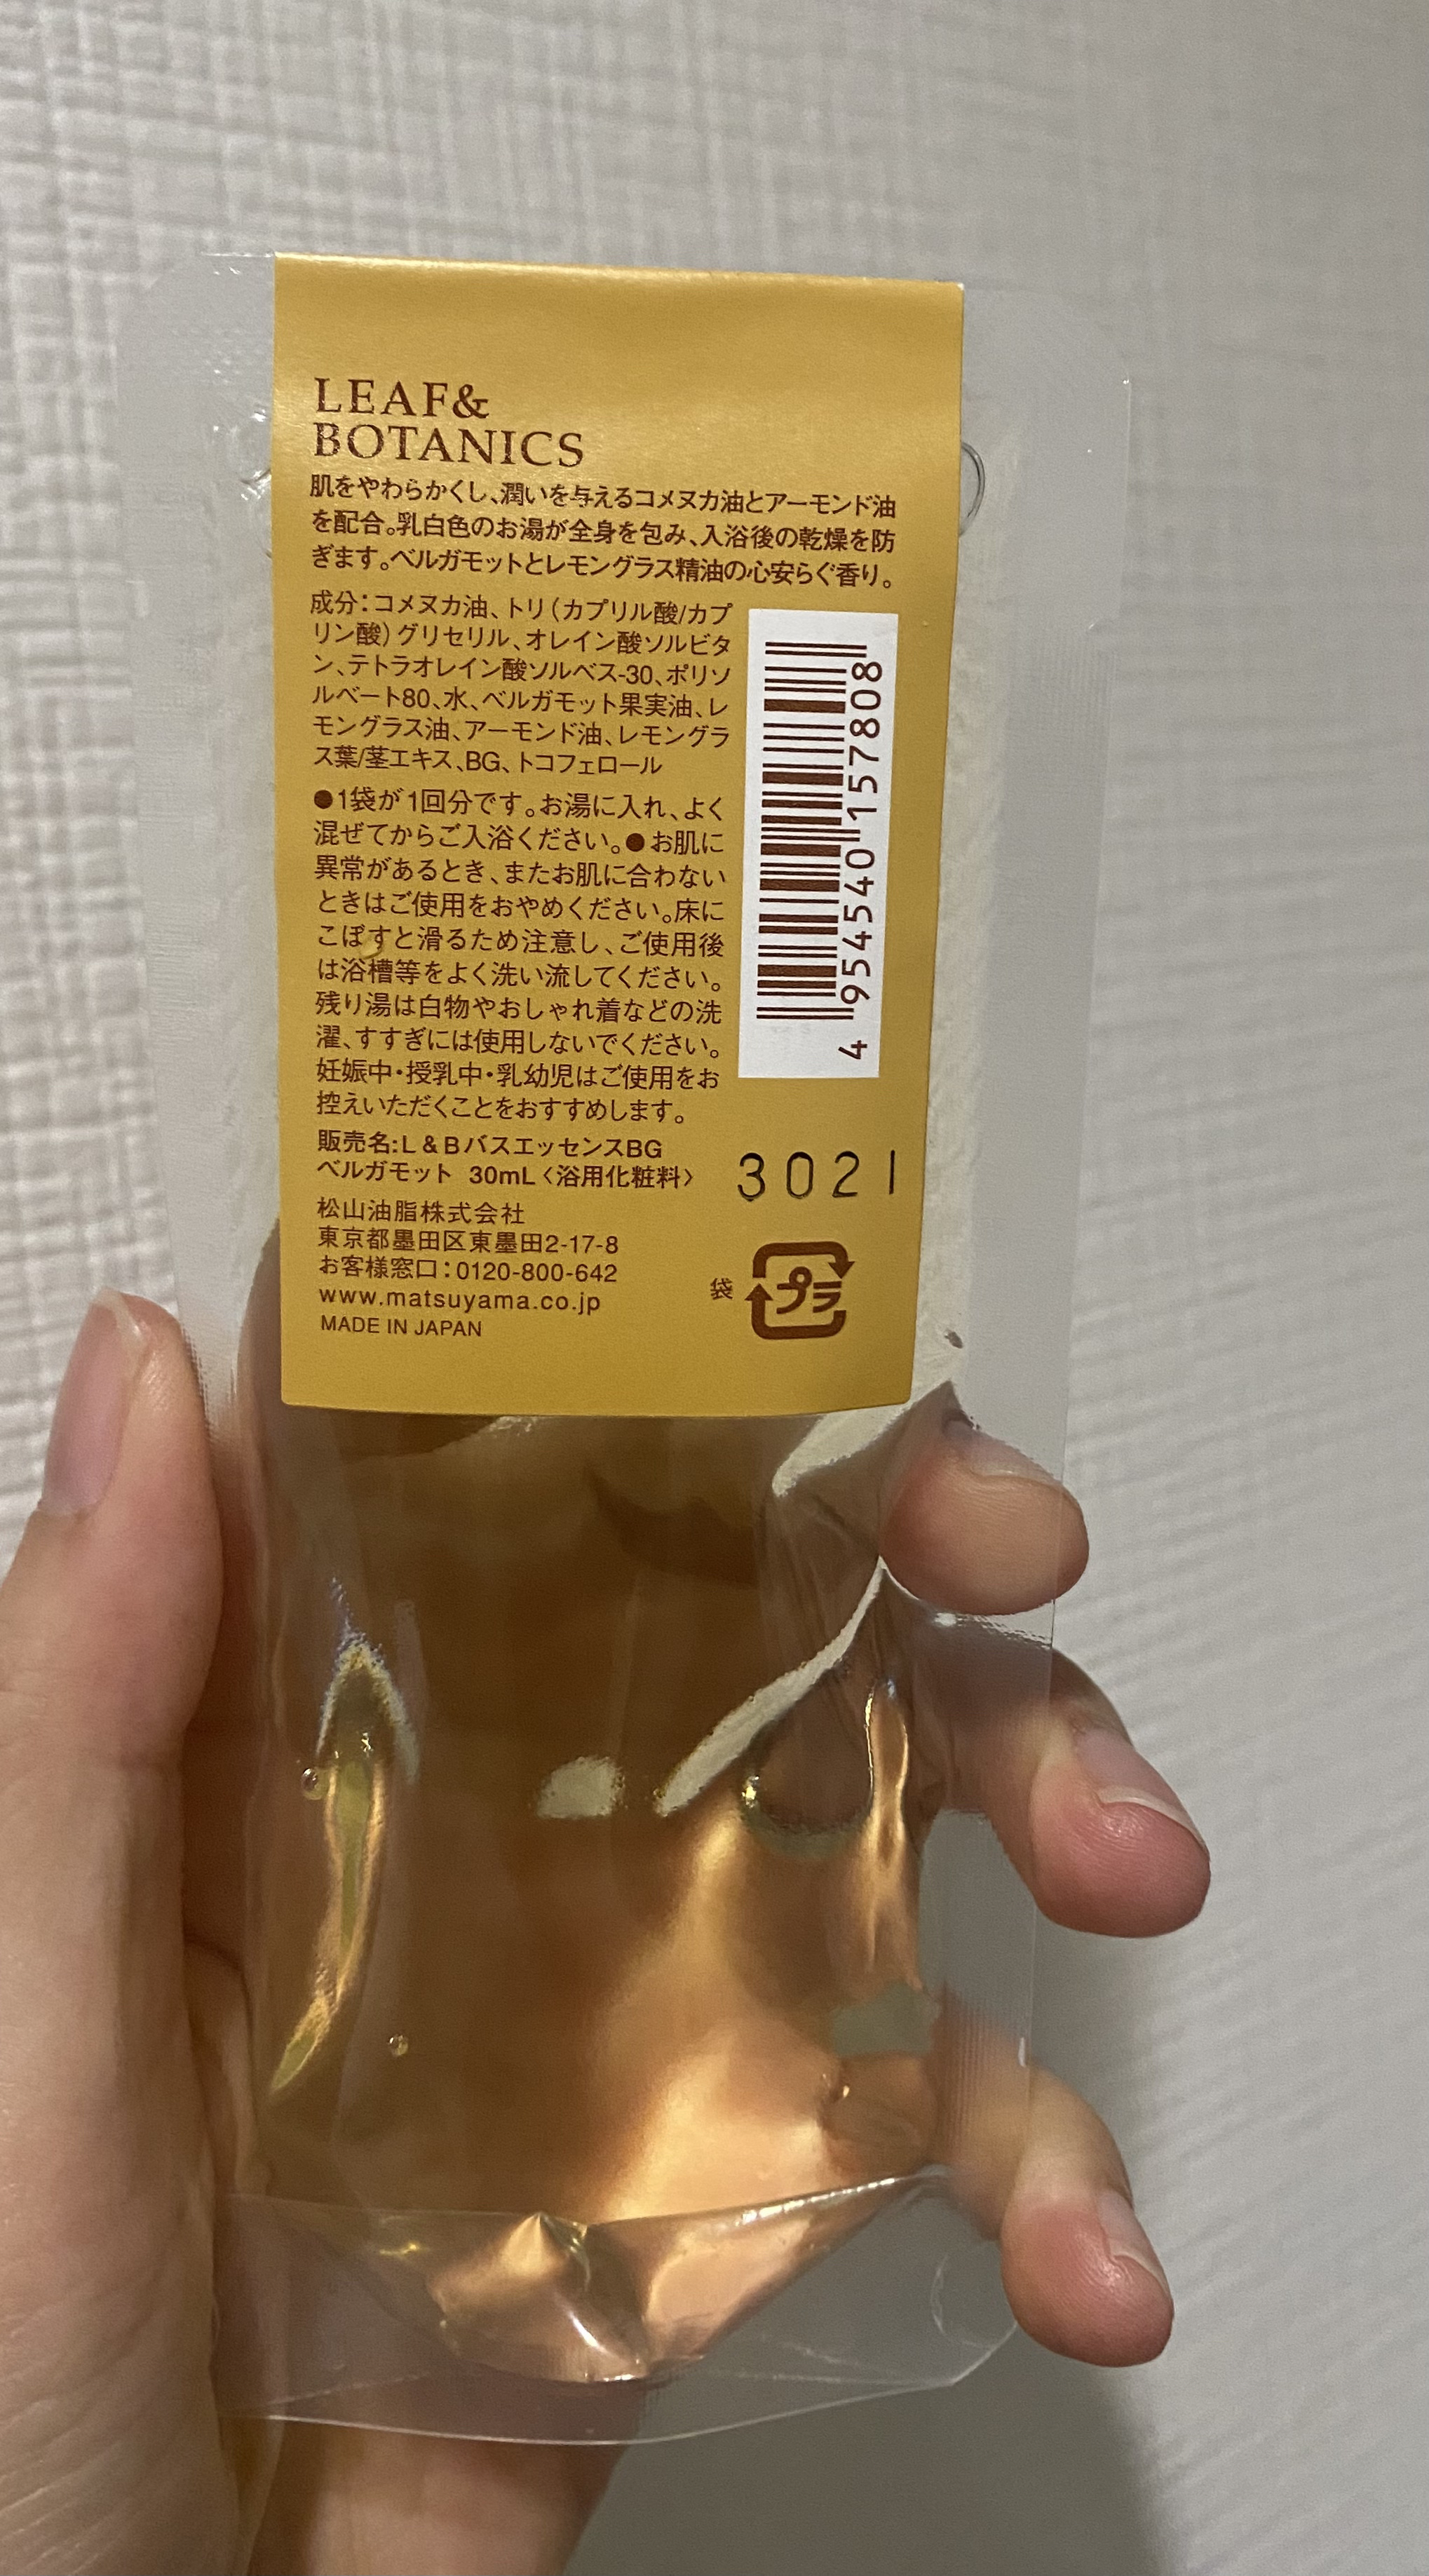 LEAF&
BOTANICS
肌をやわらかくし、潤いを与えるコメヌカ油とアーモンド油
を配合。乳白色のお湯が全身を包み、入浴後の乾燥を防
ぎます。ベルガモットとレモングラス精油の心安らぐ香り。
成分：コメヌカ油、トリ（カプリル酸/カプ
リン酸）グリセリル、オレイン酸ソルビタ
ン、テトラオレイン酸ソルベス-30、ポリソ
ルベート80、水、ベルガモット果実油、レ
モングラス油、アーモンド油、レモングラ
ス葉/茎エキス、BG、トコフェロール
●1袋が1回分です。お湯に入れ、よく
混ぜてからご入浴ください。●お肌に
異常があるとき、またお肌に合わない
ときはご使用をおやめください。床に
こぼすと滑るため注意し、ご使用後
は浴槽等をよく洗い流してください。
残り湯は白物やおしゃれ着などの洗
濯、すすぎには使用しないでください。
妊娠中・授乳中・乳幼児はご使用をお
控えいただくことをおすすめします。
販売名：L＆BバスエッセンスBG
ベルガモット 30mL〈浴用化粧料〉
松山油脂株式会社
東京都墨田区東墨田2-17-8
お客様窓口：0120-800-642
www.matsuyama.co.jp
MADE IN JAPAN
4 954540 157808
3021
袋 プラ